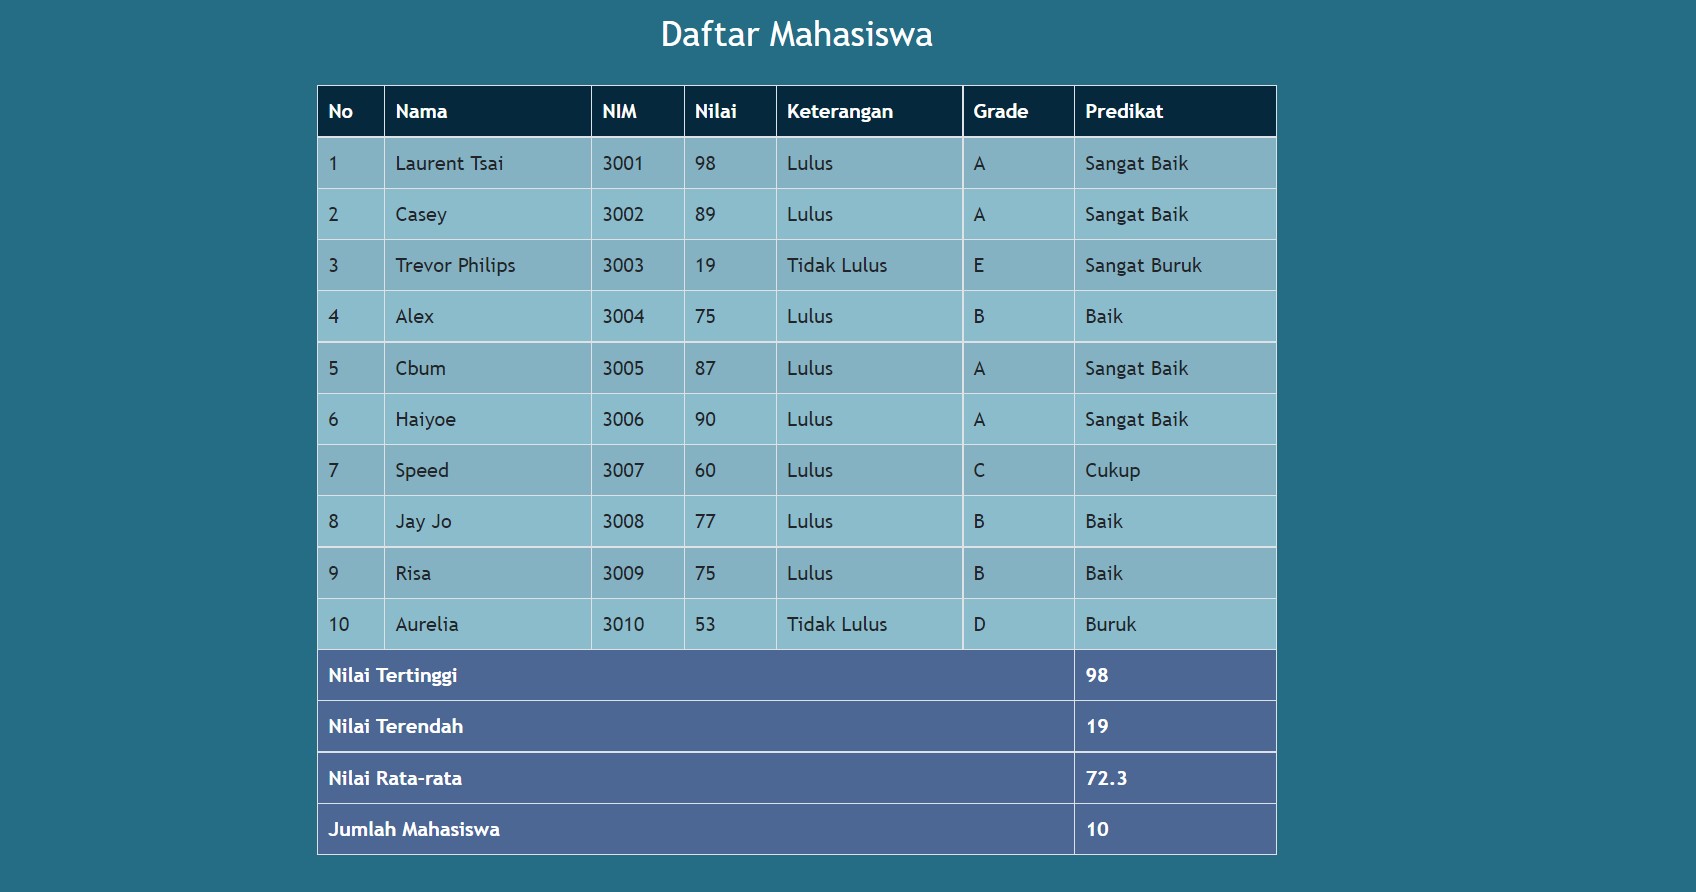 Daftar Mahasiswa
No Nama NIM Nilai Keterangan Grade Predikat
1 Laurent Tsai 3001 98 Lulus A Sangat Baik
2 Casey 3002 89 Lulus A Sangat Baik
3 Trevor Philips 3003 19 Tidak Lulus E Sangat Buruk
4 Alex 3004 75 Lulus B Baik
5 Cbum 3005 87 Lulus A Sangat Baik
6 Haiyoe 3006 90 Lulus A Sangat Baik
7 Speed 3007 60 Lulus C Cukup
8 Jay Jo 3008 77 Lulus B Baik
9 Risa 3009 75 Lulus B Baik
10 Aurelia 3010 53 Tidak Lulus D Buruk
Nilai Tertinggi 98
Nilai Terendah 19
Nilai Rata-rata 72.3
Jumlah Mahasiswa 10